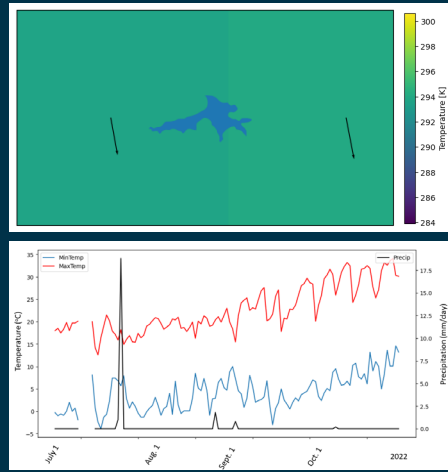 300
298
296
294
292
290
288
286
284
Temperature [K]
MinTemp
MaxTemp
Precip
35
30
25
20
15
10
5
0
−5
Temperature [°C]
17.5
15.0
12.5
10.0
7.5
5.0
2.5
0.0
Precipitation (mm/day)
July 1
Aug. 1
Sept. 1
Oct. 1
2022